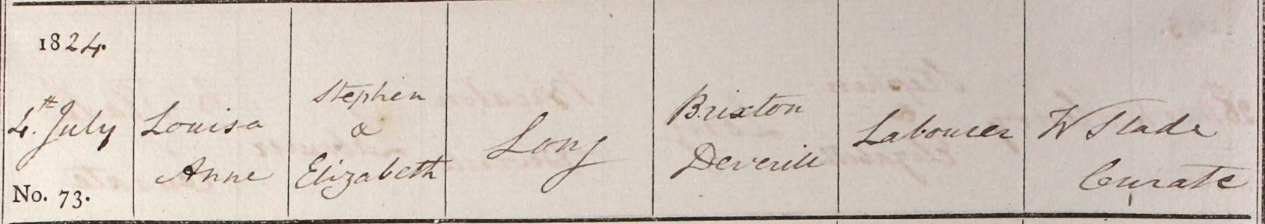 1824.
4th July
No. 73.
Louisa
Anne
Stephen
&
Elizabeth
Long
Brixton
Deverill
Labourer
W Slade
Curate